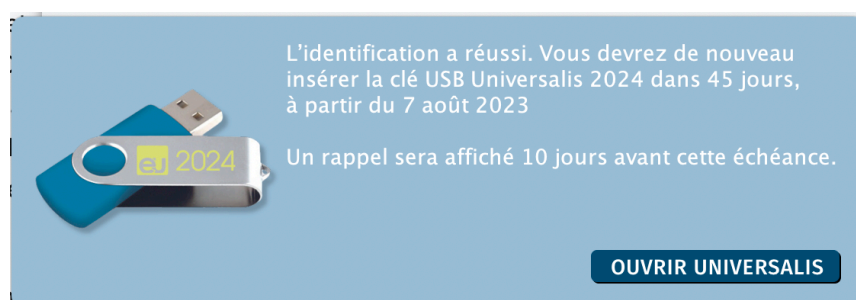 L'identification a réussi. Vous devrez de nouveau
insérer la clé USB Universalis 2024 dans 45 jours,
à partir du 7 août 2023
eu 2024
Un rappel sera affiché 10 jours avant cette échéance.
OUVRIR UNIVERSALIS